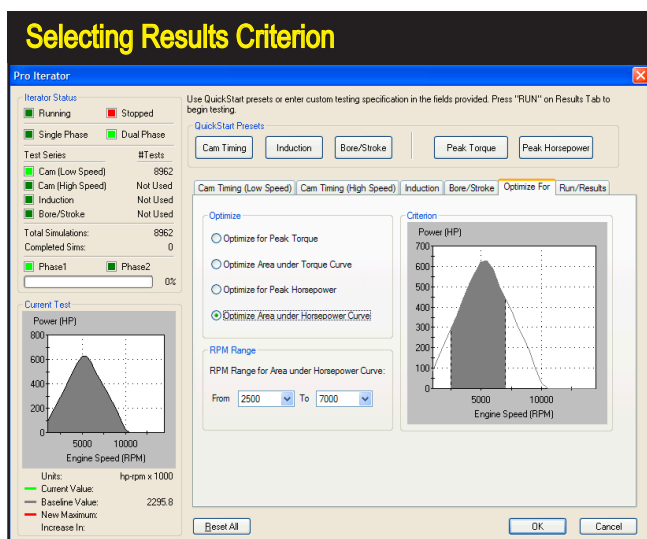 Selecting Results Criterion
Pro Iterator
Iterator Status
Running Stopped
Single Phase Dual Phase
Test Series #Tests
Cam (Low Speed) 8962
Cam (High Speed) Not Used
Induction Not Used
Bore/Stroke Not Used
Total Simulations: 8962
Completed Sims: 0
Phase1 Phase2
0%
Current Test
Power (HP)
800
600
400
200
0
5000 10000
Engine Speed (RPM)
Units: hp-rpm x 1000
Current Value:
Baseline Value: 2295.8
New Maximum:
Increase In:
Use QuickStart presets or enter custom testing specification in the fields provided. Press "RUN" on Results Tab to
begin testing.
QuickStart Presets
Cam Timing Induction Bore/Stroke Peak Torque Peak Horsepower
Cam Timing (Low Speed) Cam Timing (High Speed) Induction Bore/Stroke Optimize For Run/Results
Optimize
Optimize for Peak Torque
Optimize Area under Torque Curve
Optimize for Peak Horsepower
Optimize Area under Horsepower Curve
RPM Range
RPM Range for Area under Horsepower Curve:
From 2500 To 7000
Criterion
Power (HP)
700
600
500
400
300
200
100
0
5000 10000
Engine Speed (RPM)
Reset All OK Cancel